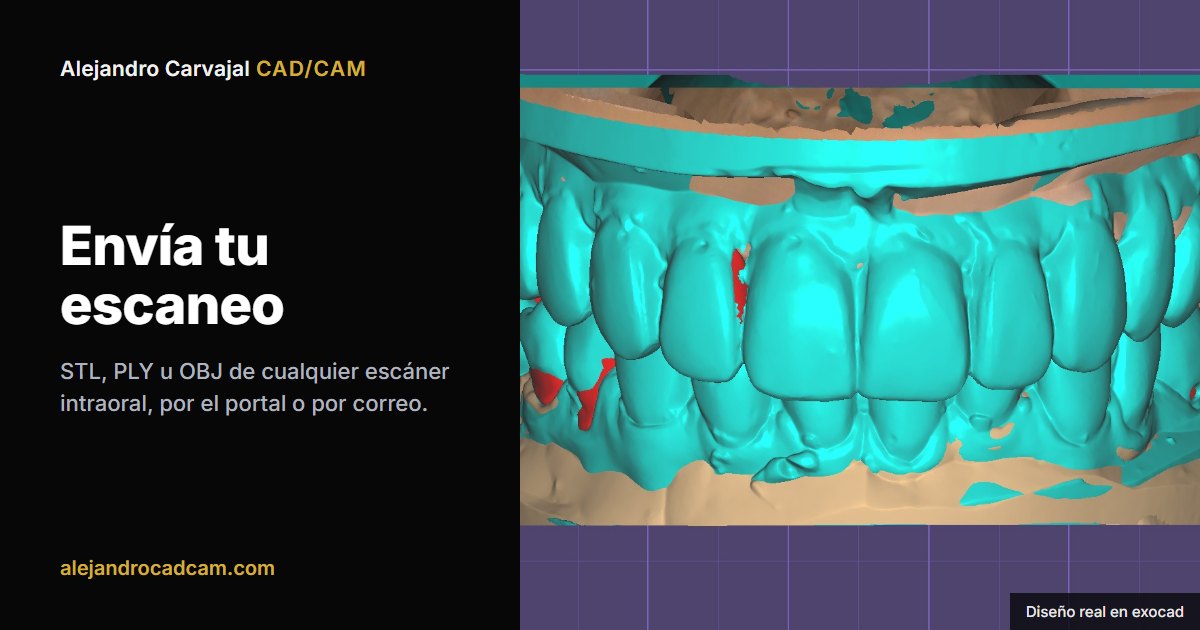 Alejandro Carvajal CAD/CAM
Envía tu
escaneo
STL, PLY u OBJ de cualquier escáner
intraoral, por el portal o por correo.
alejandrocadcam.com
Diseño real en exocad